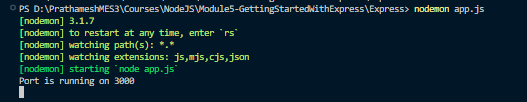 PS D:\PrathameshMES3\Courses\NodeJS\Module5-GettingStartedWithExpress\Express> nodemon app.js
[nodemon] 3.1.7
[nodemon] to restart at any time, enter `rs`
[nodemon] watching path(s): *.*
[nodemon] watching extensions: js,mjs,cjs,json
[nodemon] starting `node app.js`
Port is running on 3000